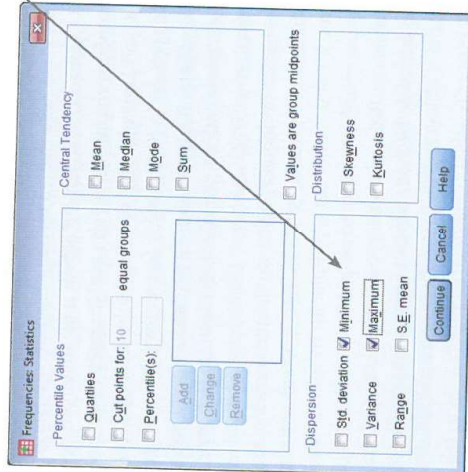 Frequencies: Statistics
Percentile Values
Quartiles
Cut points for: 10 equal groups
Percentile(s):
Add
Change
Remove
Central Tendency
Mean
Median
Mode
Sum
Values are group midpoints
Dispersion
Std. deviation Minimum
Variance Maximum
Range S.E. mean
Distribution
Skewness
Kurtosis
Continue Cancel Help